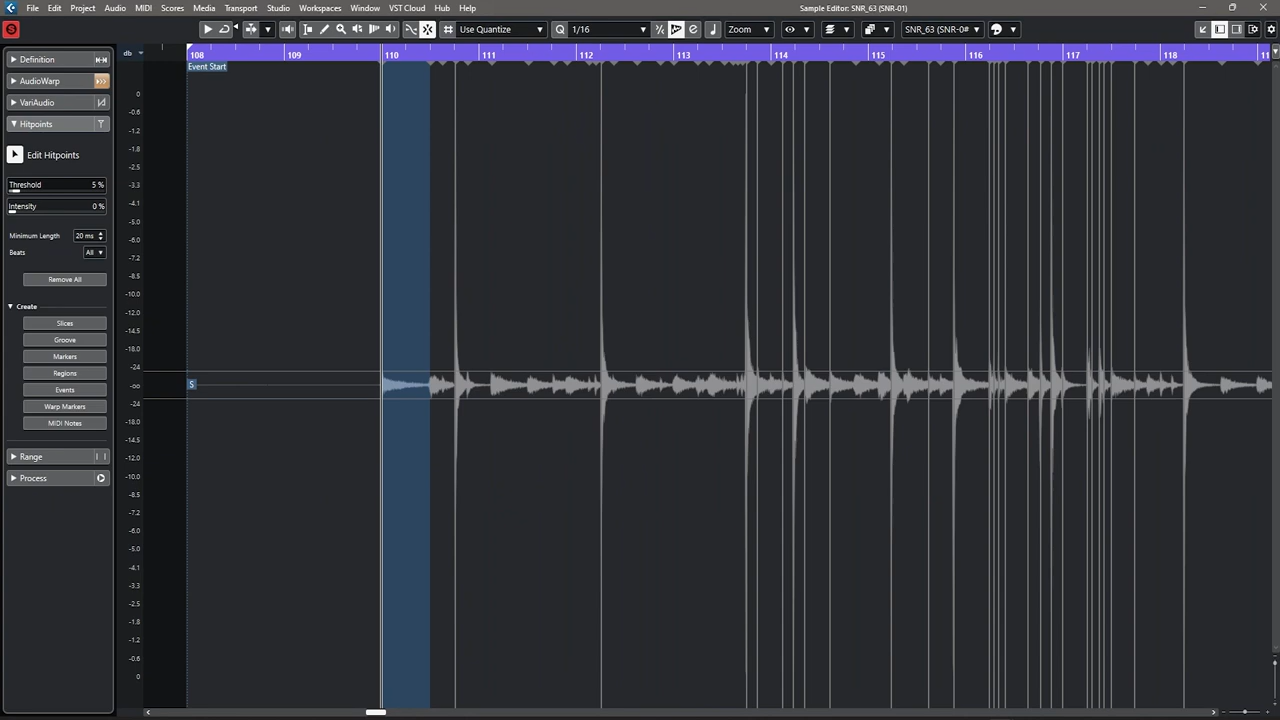 File Edit Project Audio MIDI Scores Media Transport Studio Workspaces Window VST Cloud Hub Help
Sample Editor: SNR_63 (SNR-01)
S Use Quantize Q 1/16 Zoom SNR_63 (SNR-0#
db
108 109 110 111 112 113 114 115 116 117 118 11
Event Start
Definition
AudioWarp
VariAudio
Hitpoints
Edit Hitpoints
Threshold 5 %
Intensity 0 %
Minimum Length 20 ms
Beats All
Remove All
Create
Slices
Groove
Markers
Regions
Events
Warp Markers
MIDI Notes
Range
Process
0
-0.6
-1.2
-1.8
-2.5
-3.3
-4.1
-5.0
-6.0
-7.2
-8.5
-10.0
-12.0
-14.5
-18.0
-24
-oo
-24
-18.0
-14.5
-12.0
-10.0
-8.5
-7.2
-6.0
-5.0
-4.1
-3.3
-2.5
-1.8
-1.2
-0.6
0
S